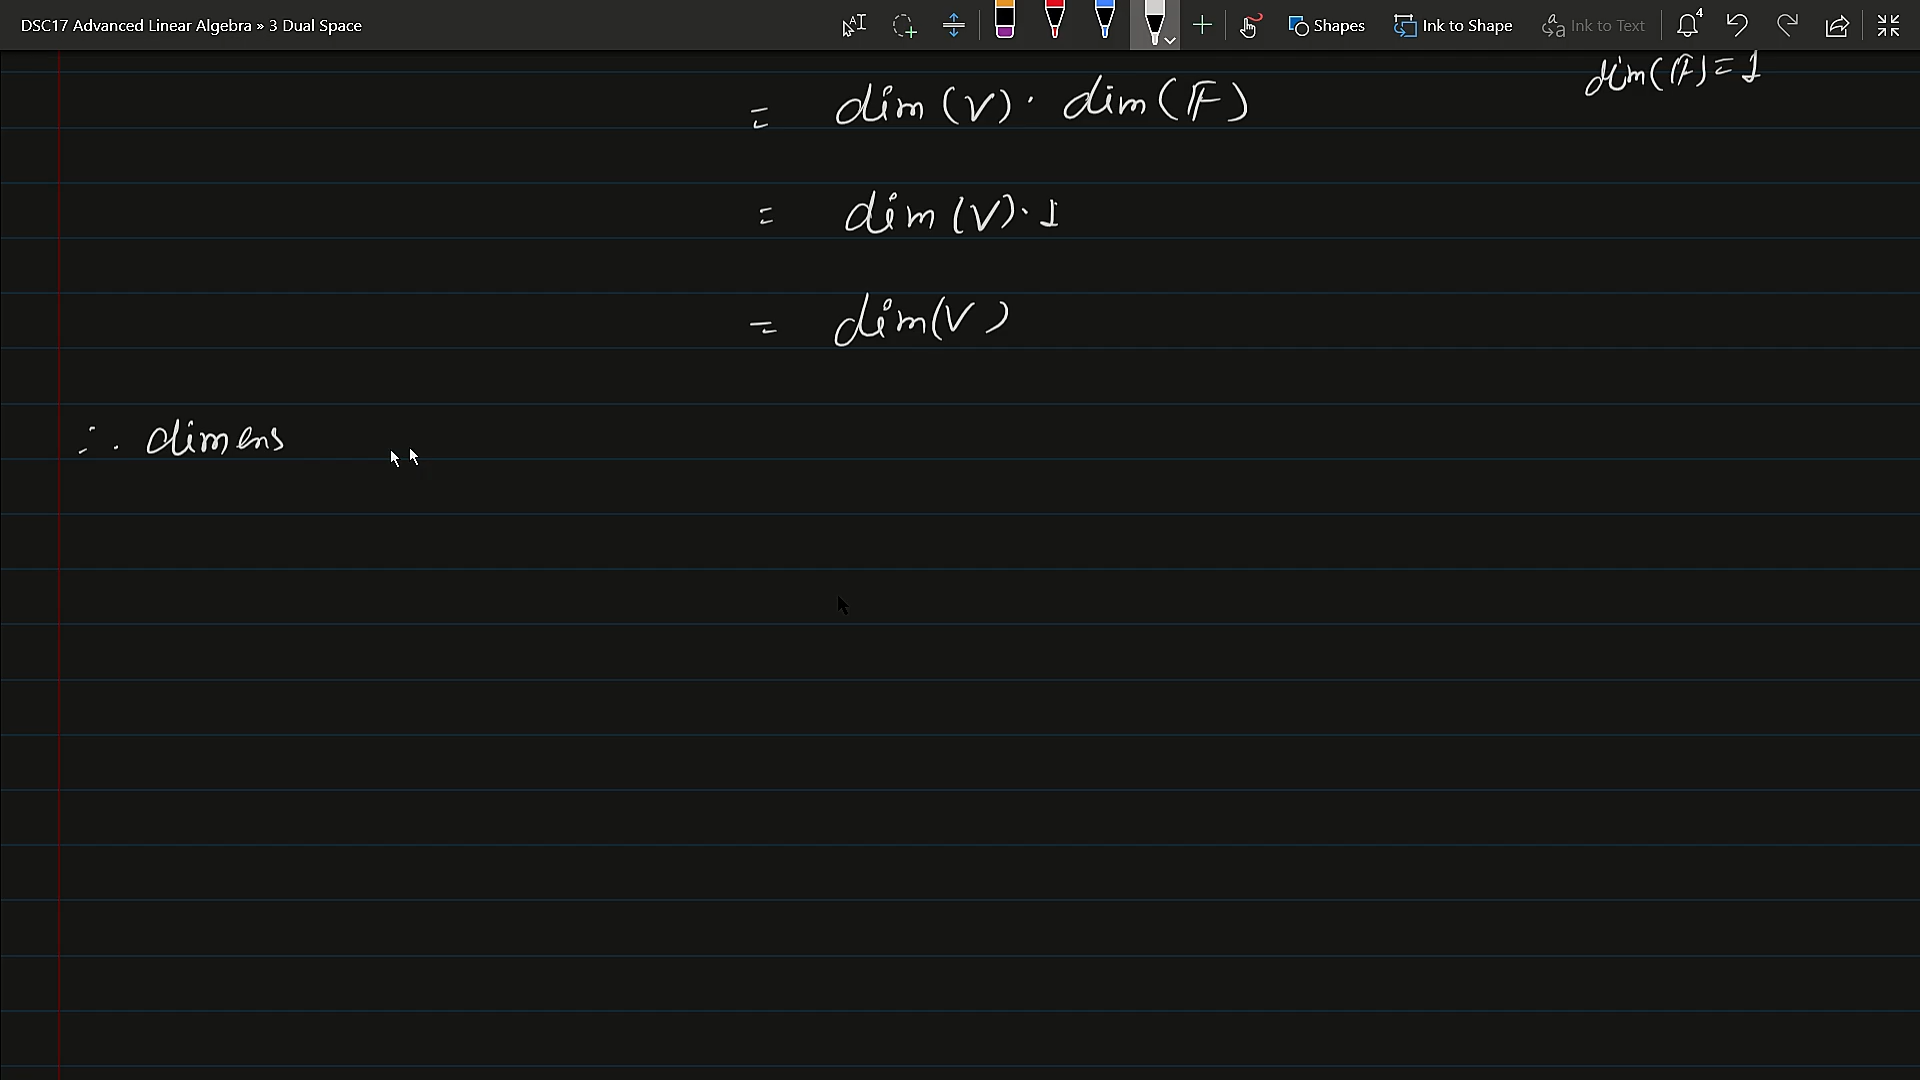 DSC17 Advanced Linear Algebra » 3 Dual Space
Shapes Ink to Shape Ink to Text 4
dim(𝔽) = 1
= dim(V) · dim(𝔽)
= dim(V) · 1
= dim(V)
∴ dimens